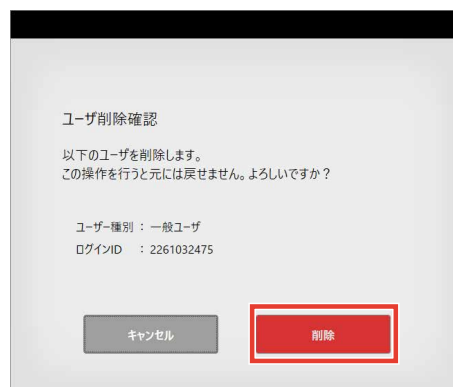 ユーザ削除確認
以下のユーザを削除します。
この操作を行うと元には戻せません。よろしいですか？
ユーザー種別 ： 一般ユーザ
ログインID ： 2261032475
キャンセル 削除